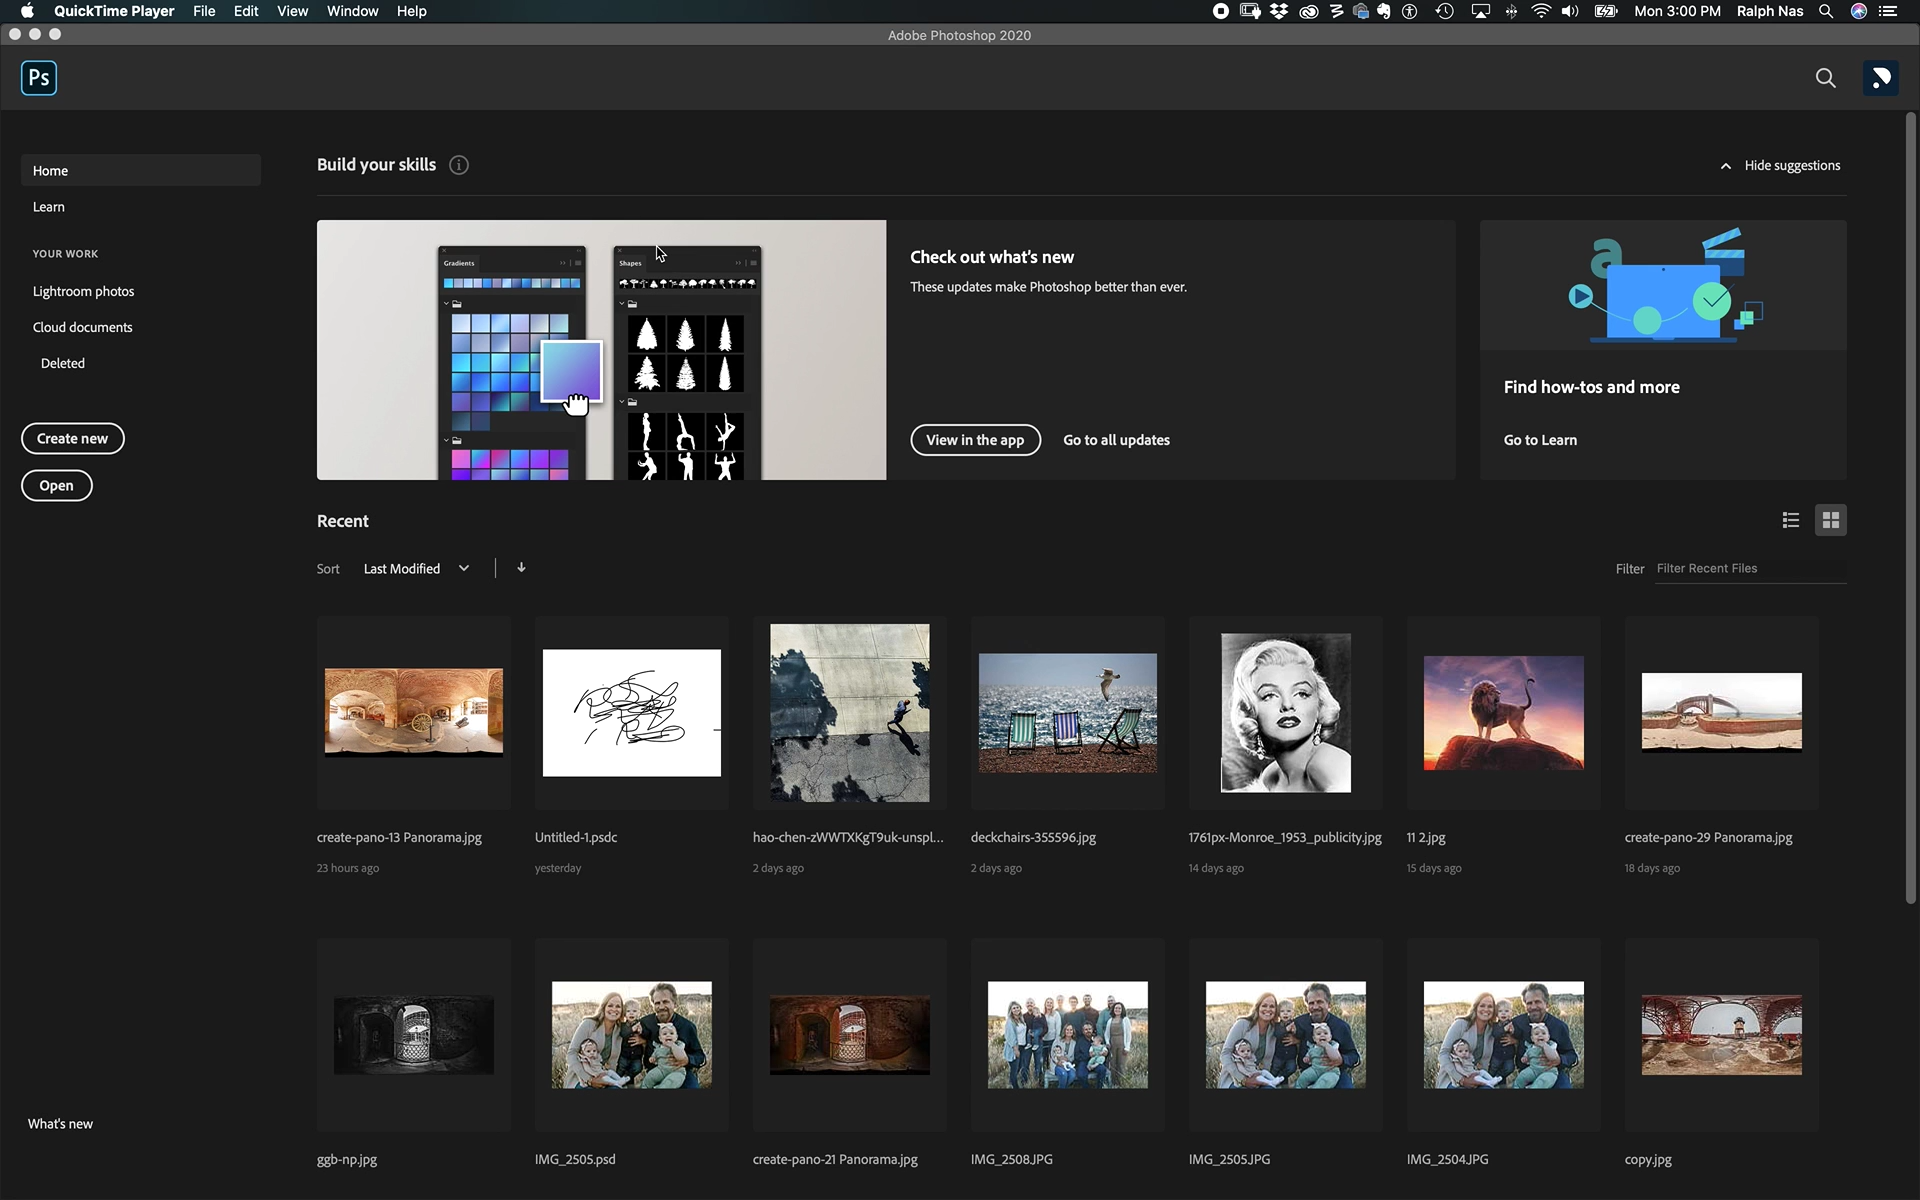 QuickTime Player File Edit View Window Help Mon 3:00 PM Ralph Nas
Adobe Photoshop 2020
Ps
Home
Learn
YOUR WORK
Lightroom photos
Cloud documents
Deleted
Create new
Open
What's new
Build your skills
Hide suggestions
Gradients
Shapes
Check out what's new
These updates make Photoshop better than ever.
View in the app Go to all updates
Find how-tos and more
Go to Learn
Recent
Sort Last Modified
Filter Filter Recent Files
create-pano-13 Panorama.jpg Untitled-1.psdc hao-chen-zWWTXKgT9uk-unspl... deckchairs-355596.jpg 1761px-Monroe_1953_publicity.jpg 11 2.jpg create-pano-29 Panorama.jpg
23 hours ago yesterday 2 days ago 2 days ago 14 days ago 15 days ago 18 days ago
ggb-np.jpg IMG_2505.psd create-pano-21 Panorama.jpg IMG_2508.JPG IMG_2505.JPG IMG_2504.JPG copy.jpg